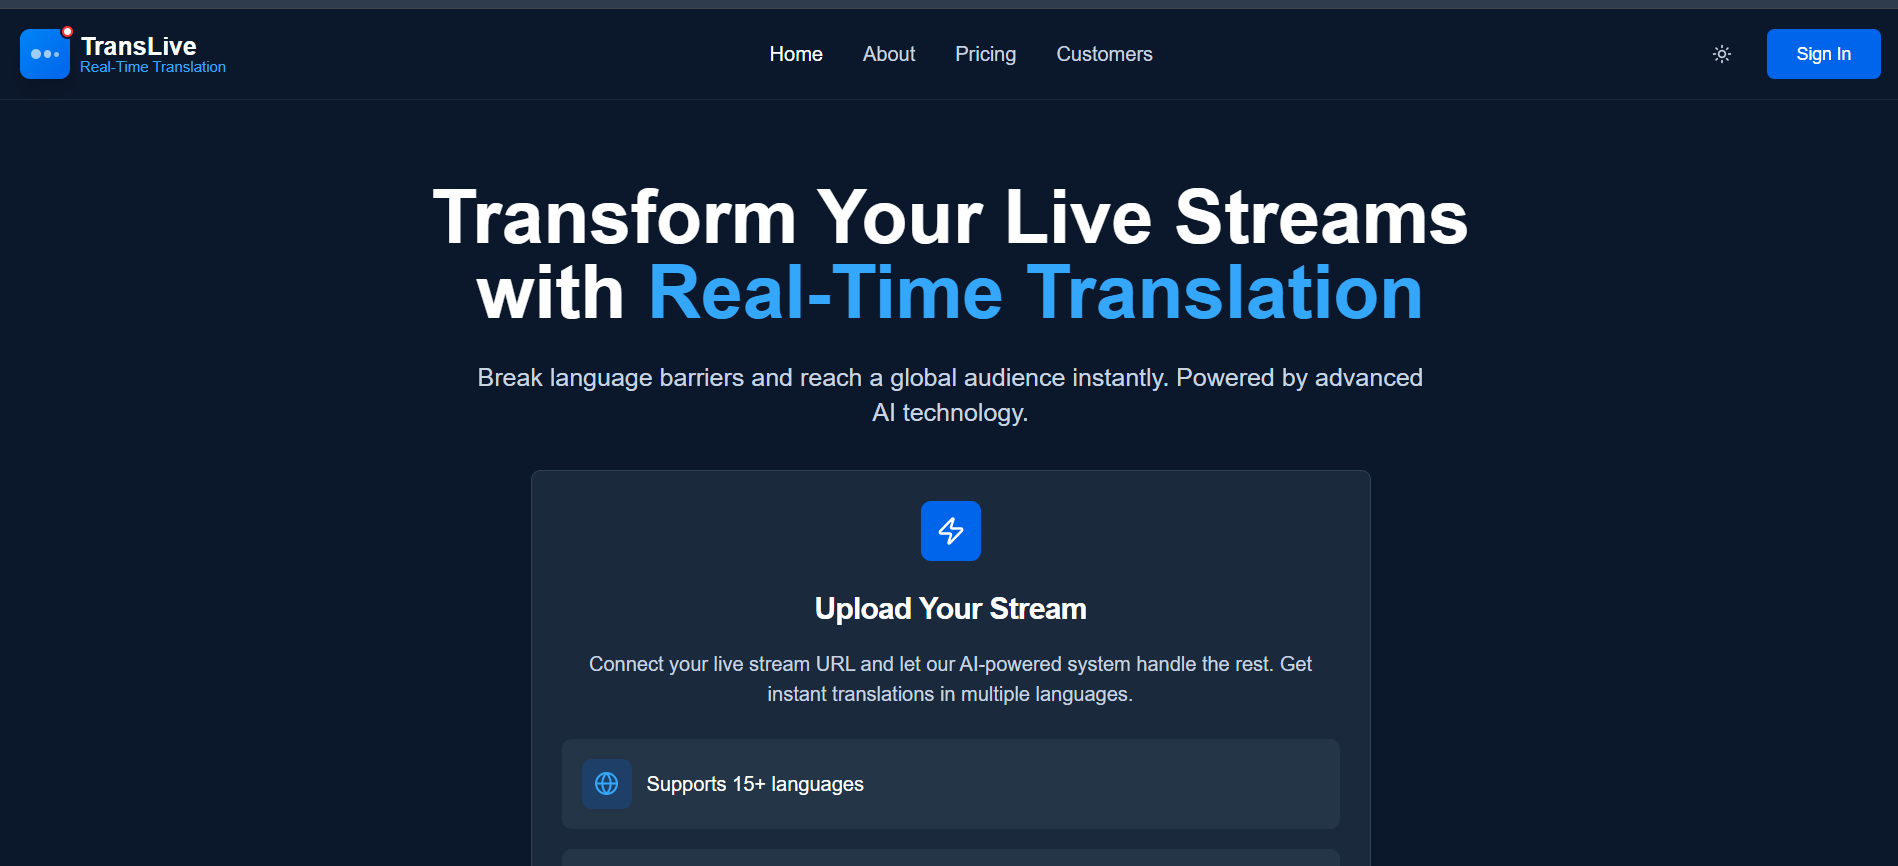 TransLive
Real-Time Translation
Home
About
Pricing
Customers
Sign In
Transform Your Live Streams
with Real-Time Translation
Break language barriers and reach a global audience instantly. Powered by advanced
AI technology.
Upload Your Stream
Connect your live stream URL and let our AI-powered system handle the rest. Get
instant translations in multiple languages.
Supports 15+ languages